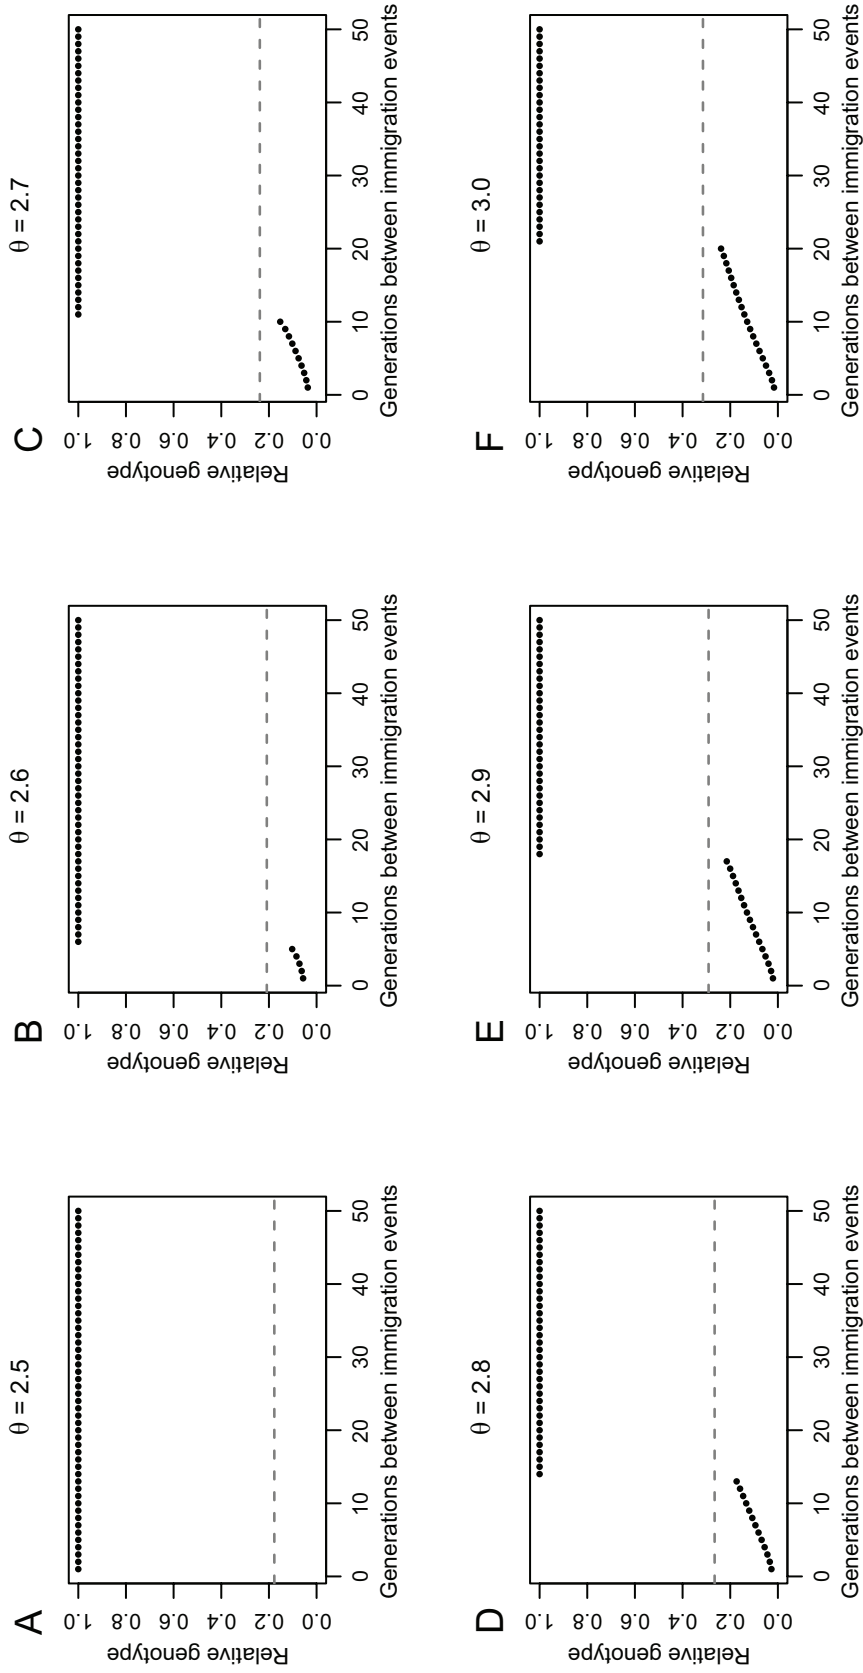 A
θ = 2.5
Relative genotype
1.0 0.8 0.6 0.4 0.2 0.0
0 10 20 30 40 50
Generations between immigration events
B
θ = 2.6
Relative genotype
1.0 0.8 0.6 0.4 0.2 0.0
0 10 20 30 40 50
Generations between immigration events
C
θ = 2.7
Relative genotype
1.0 0.8 0.6 0.4 0.2 0.0
0 10 20 30 40 50
Generations between immigration events
D
θ = 2.8
Relative genotype
1.0 0.8 0.6 0.4 0.2 0.0
0 10 20 30 40 50
Generations between immigration events
E
θ = 2.9
Relative genotype
1.0 0.8 0.6 0.4 0.2 0.0
0 10 20 30 40 50
Generations between immigration events
F
θ = 3.0
Relative genotype
1.0 0.8 0.6 0.4 0.2 0.0
0 10 20 30 40 50
Generations between immigration events